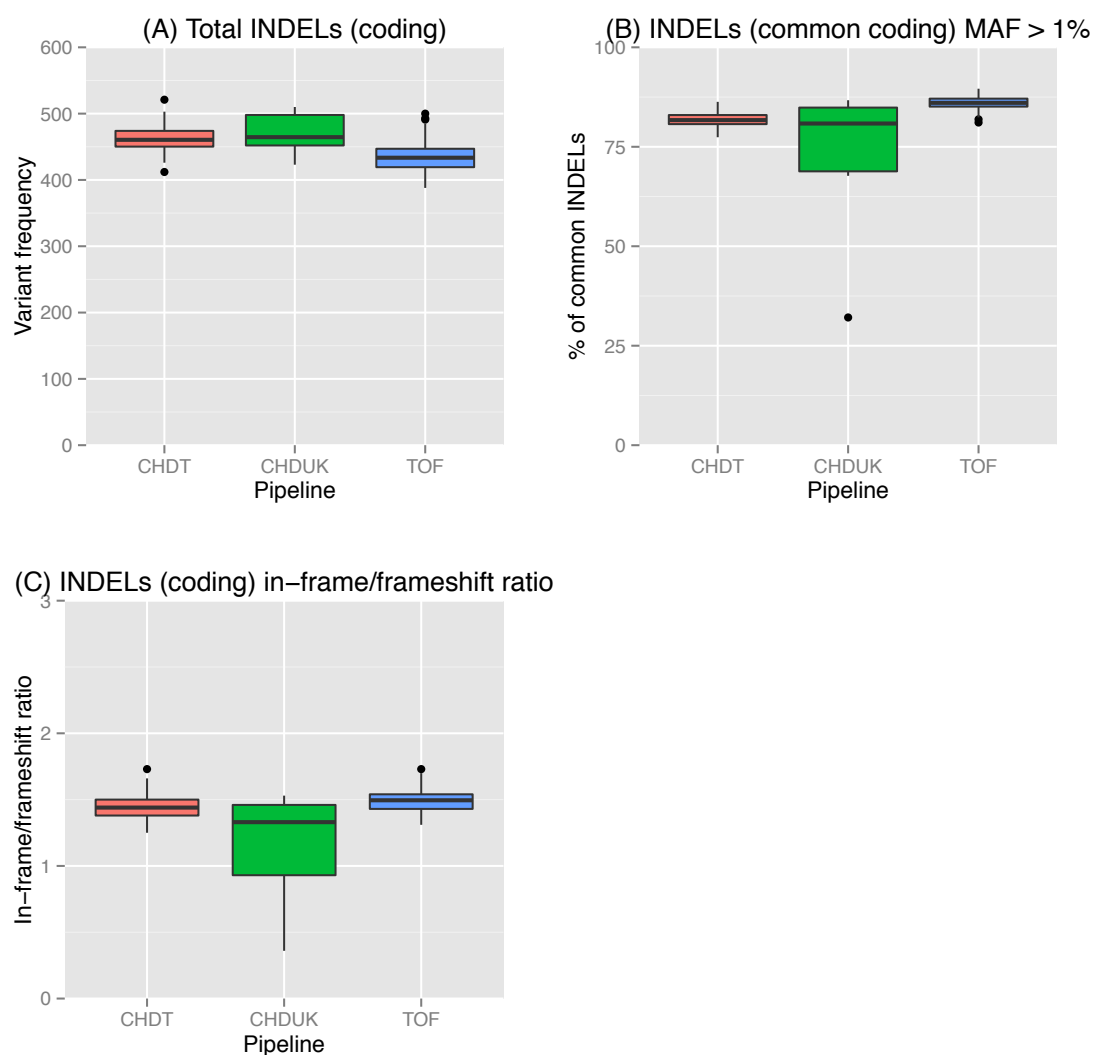 (A) Total INDELs (coding)
Variant frequency
600
500
400
300
200
100
0
CHDT CHDUK TOF
Pipeline
(B) INDELs (common coding) MAF > 1%
% of common INDELs
100
75
50
25
0
CHDT CHDUK TOF
Pipeline
(C) INDELs (coding) in−frame/frameshift ratio
In−frame/frameshift ratio
3
2
1
0
CHDT CHDUK TOF
Pipeline